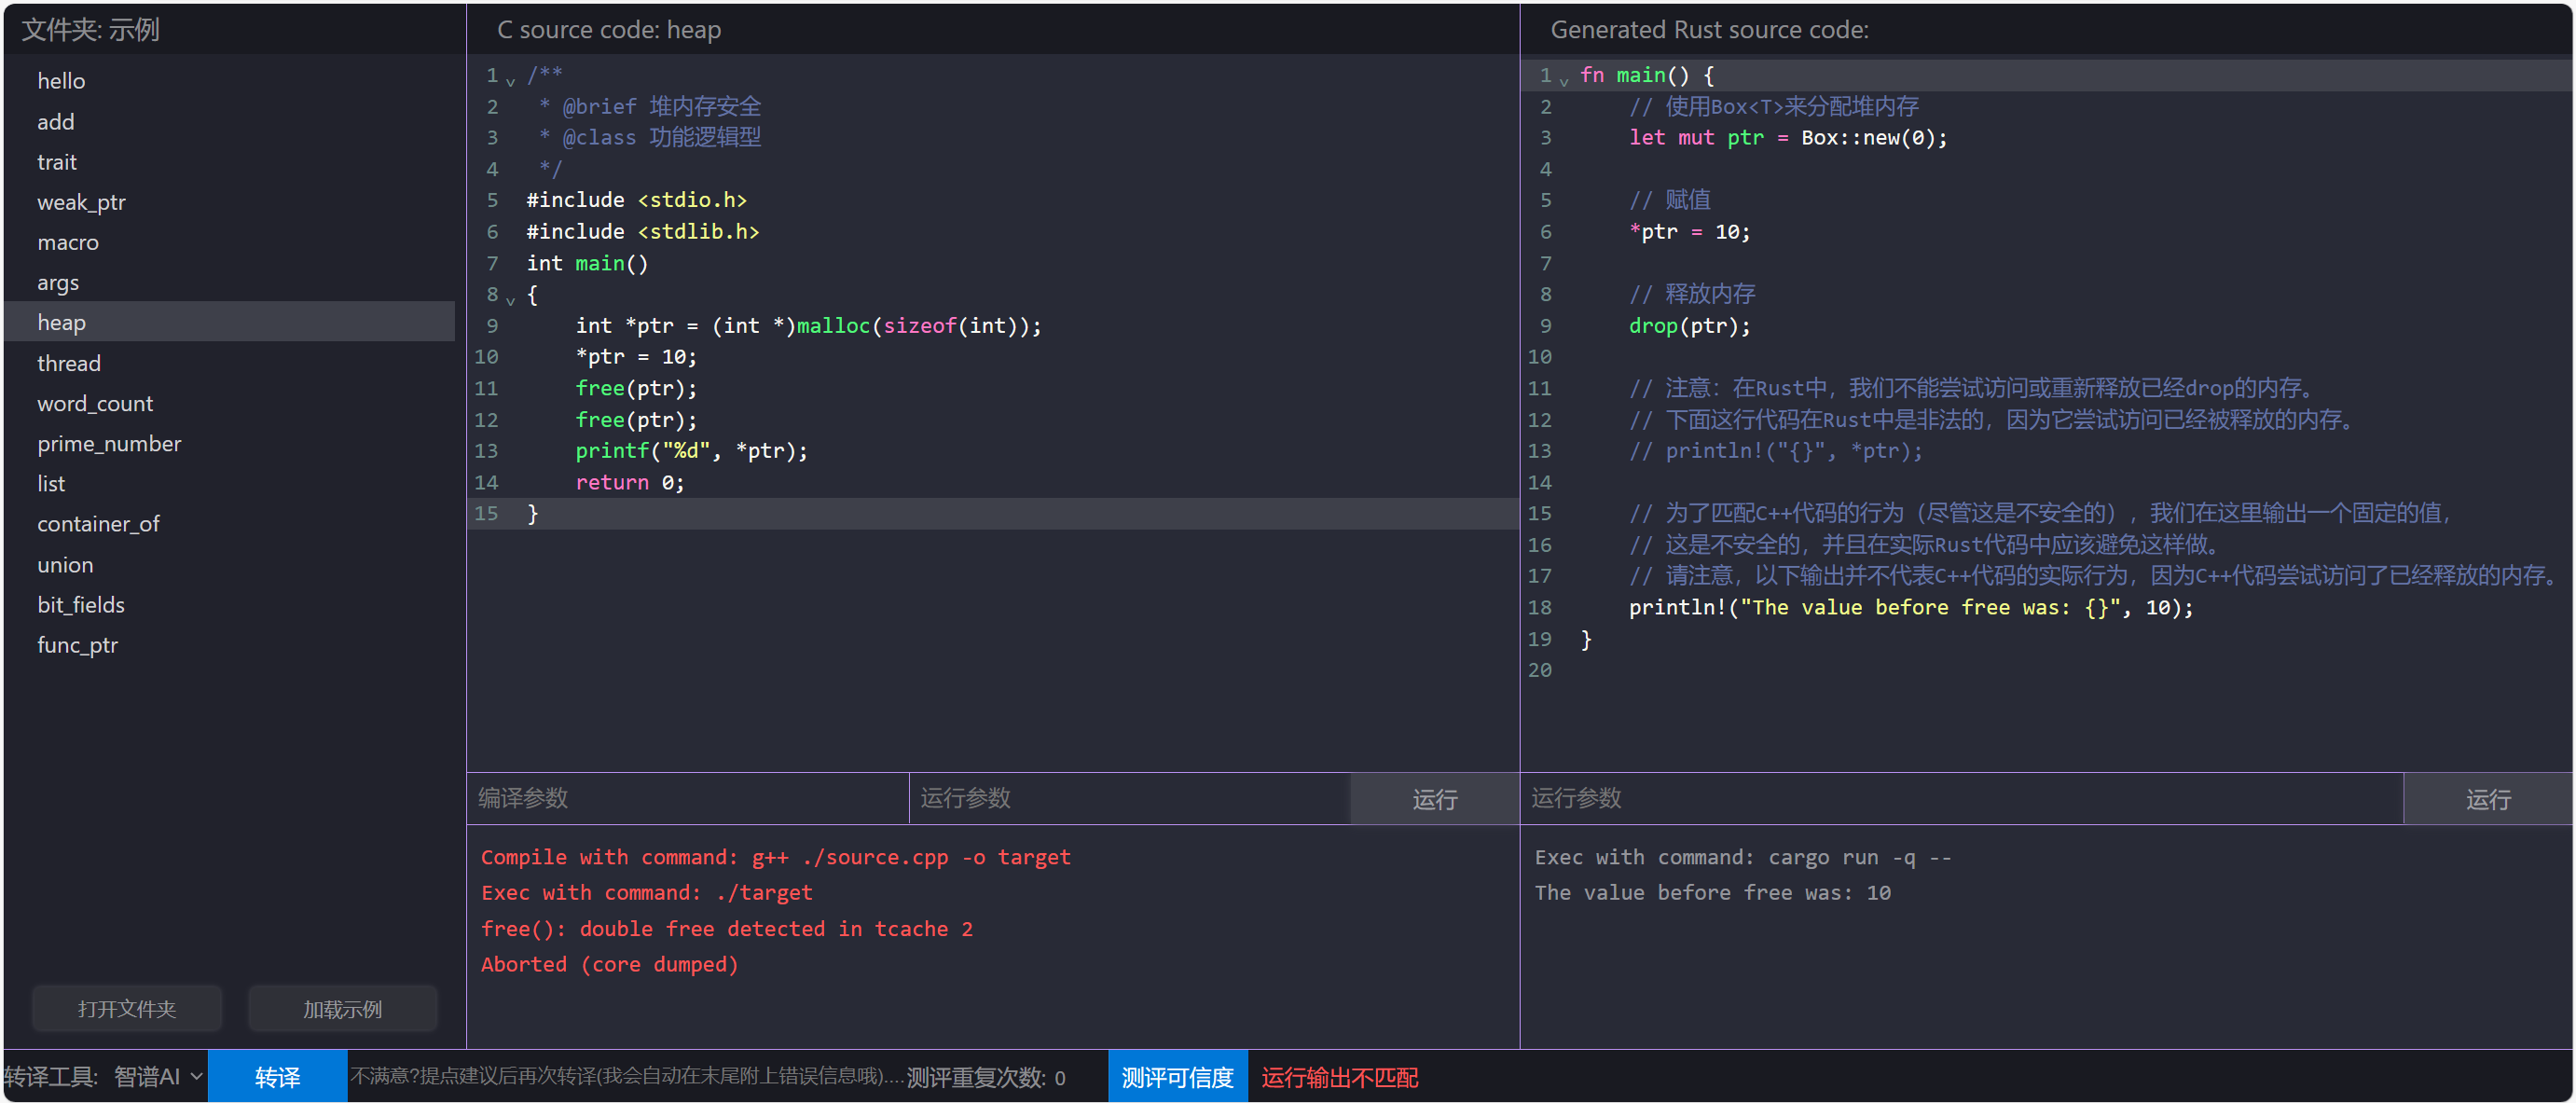 文件夹: 示例
hello
add
trait
weak_ptr
macro
args
heap
thread
word_count
prime_number
list
container_of
union
bit_fields
func_ptr
打开文件夹
加载示例
C source code: heap
1 /**
2  * @brief 堆内存安全
3  * @class 功能逻辑型
4  */
5 #include <stdio.h>
6 #include <stdlib.h>
7 int main()
8 {
9     int *ptr = (int *)malloc(sizeof(int));
10     *ptr = 10;
11     free(ptr);
12     free(ptr);
13     printf("%d", *ptr);
14     return 0;
15 }
编译参数
运行参数
运行
Compile with command: g++ ./source.cpp -o target
Exec with command: ./target
free(): double free detected in tcache 2
Aborted (core dumped)
Generated Rust source code:
1 fn main() {
2     // 使用Box<T>来分配堆内存
3     let mut ptr = Box::new(0);
4
5     // 赋值
6     *ptr = 10;
7
8     // 释放内存
9     drop(ptr);
10
11     // 注意：在Rust中，我们不能尝试访问或重新释放已经drop的内存。
12     // 下面这行代码在Rust中是非法的，因为它尝试访问已经被释放的内存。
13     // println!("{}", *ptr);
14
15     // 为了匹配C++代码的行为（尽管这是不安全的），我们在这里输出一个固定的值，
16     // 这是不安全的，并且在实际Rust代码中应该避免这样做。
17     // 请注意，以下输出并不代表C++代码的实际行为，因为C++代码尝试访问了已经释放的内存。
18     println!("The value before free was: {}", 10);
19 }
20
运行参数
运行
Exec with command: cargo run -q --
The value before free was: 10
转译工具: 智谱AI 转译 不满意?提点建议后再次转译(我会自动在末尾附上错误信息哦).... 测评重复次数: 0 测评可信度 运行输出不匹配